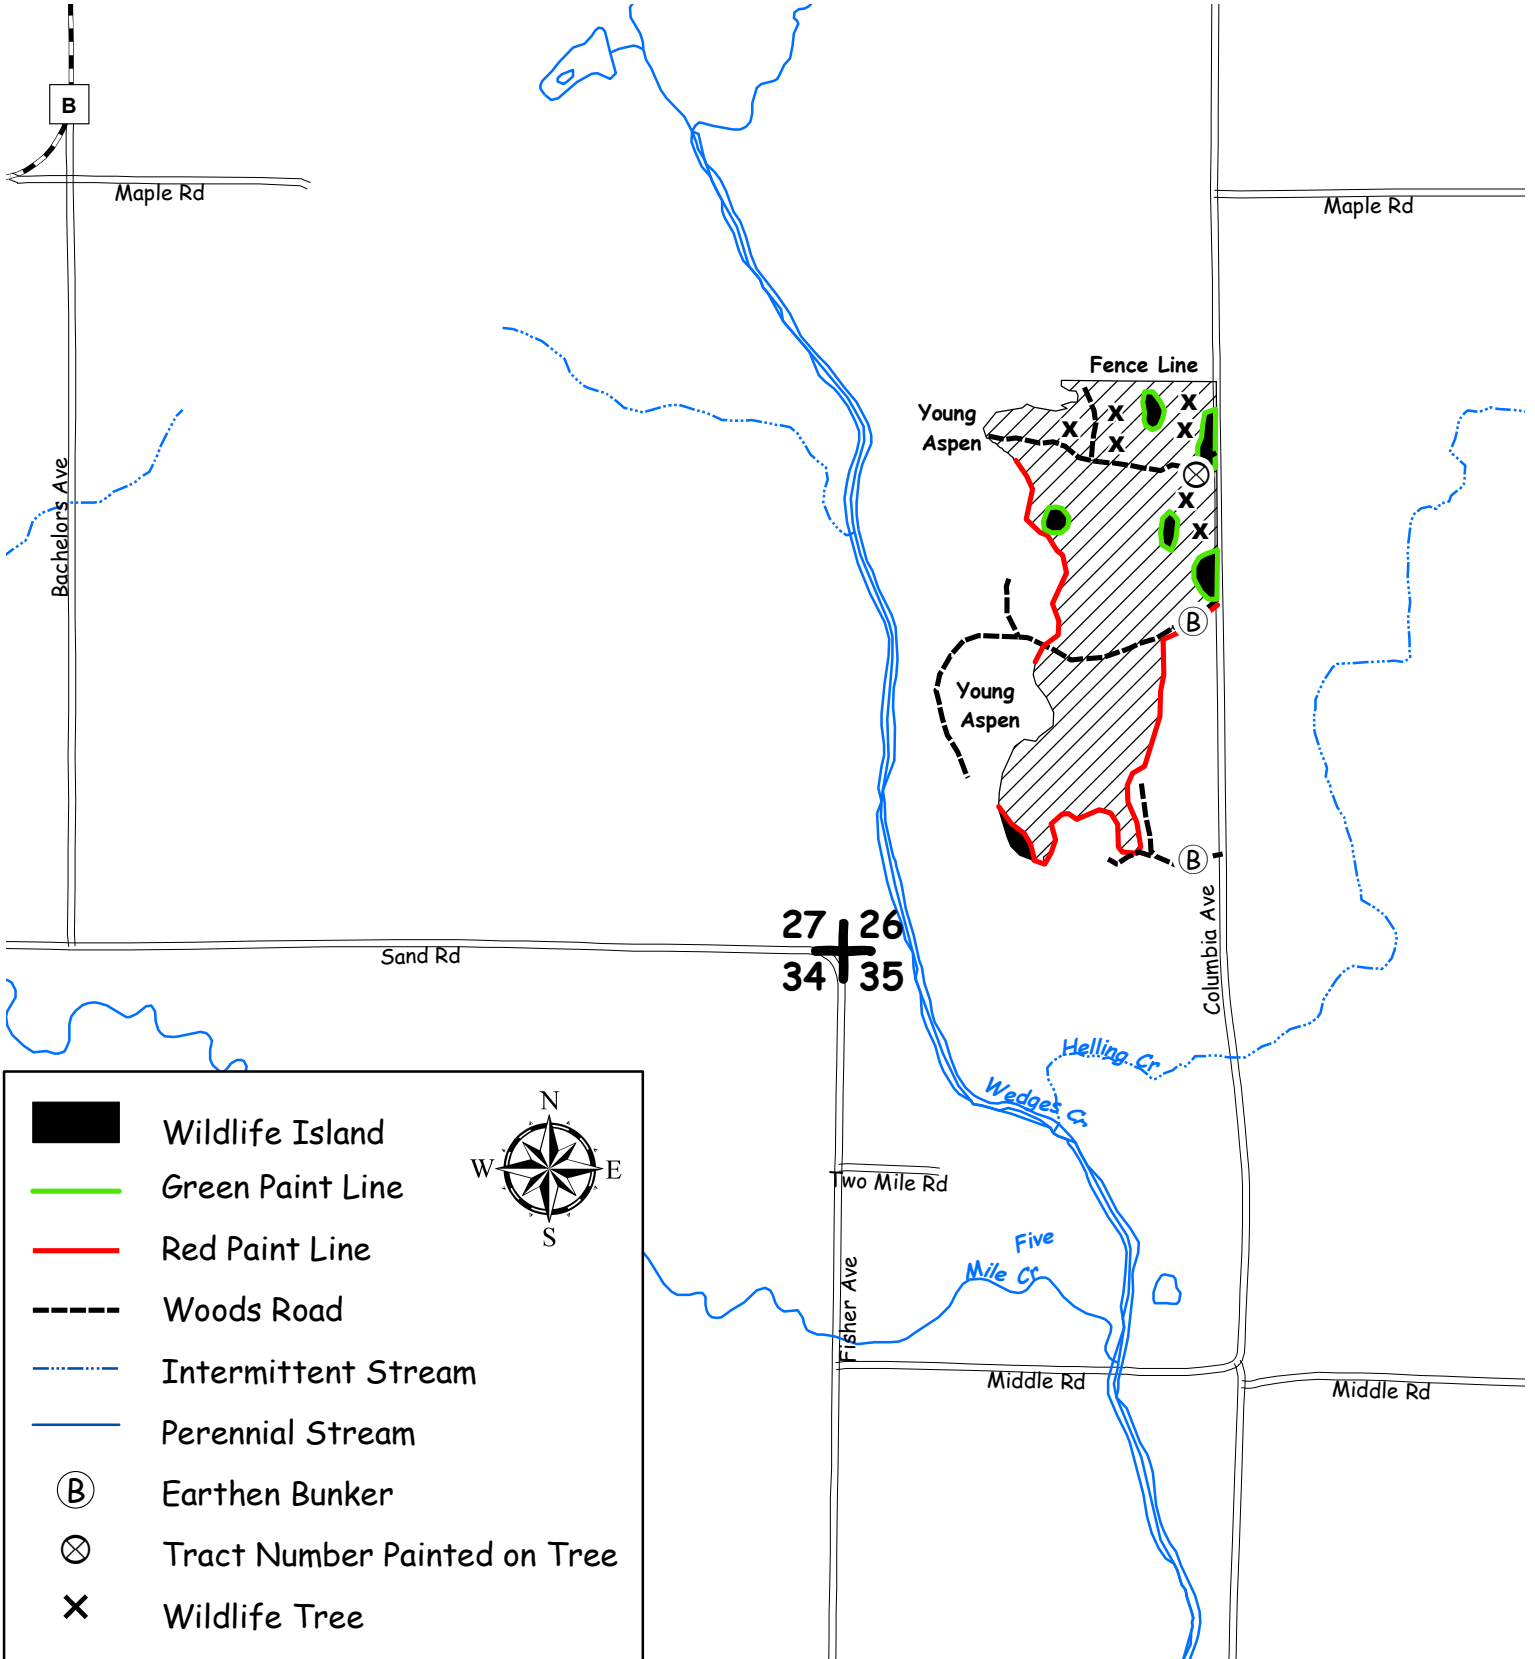 B
Maple Rd
Maple Rd
Fence Line
Young
Aspen
X
X
X
X
X
X
X
X
B
Young
Aspen
B
Bachelors Ave
Columbia Ave
27 26
34 35
Sand Rd
Helling Cr
Wedges Cr
Two Mile Rd
Five
Mile Cr
Fisher Ave
Middle Rd
Middle Rd
N
W E
S
Wildlife Island
Green Paint Line
Red Paint Line
Woods Road
Intermittent Stream
Perennial Stream
B Earthen Bunker
Tract Number Painted on Tree
X Wildlife Tree